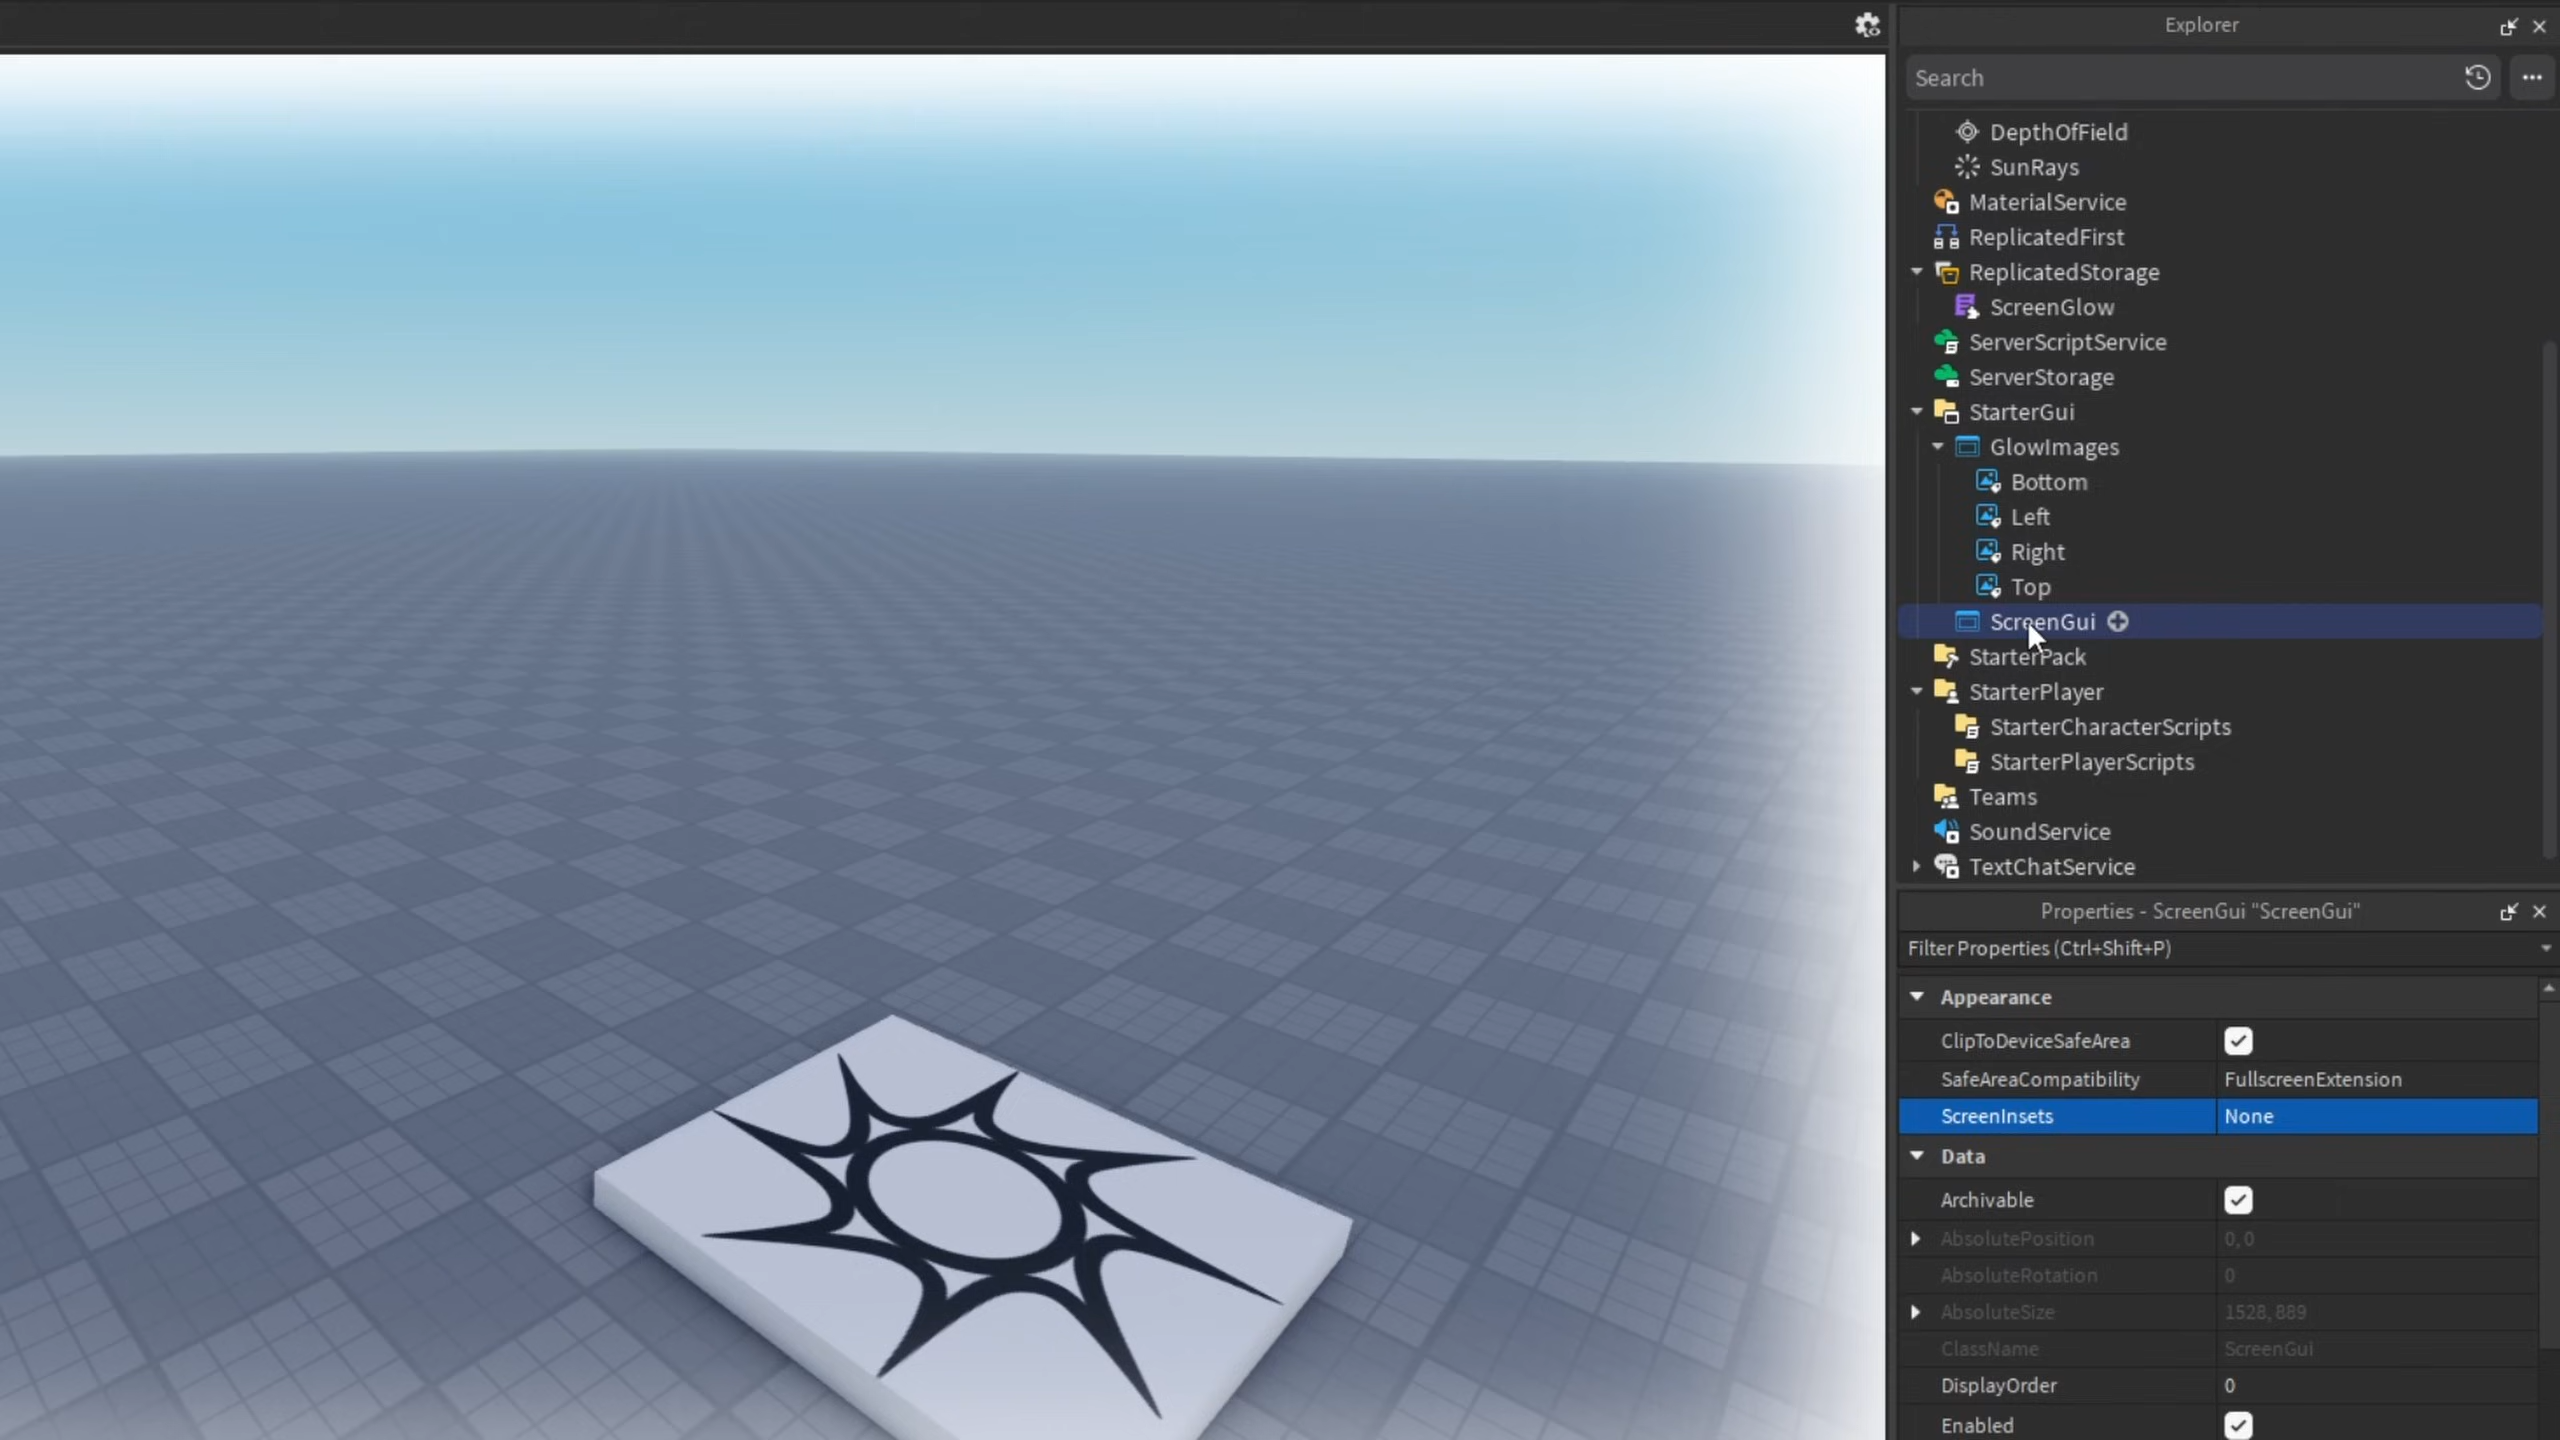 Explorer
Search
DepthOfField
SunRays
MaterialService
ReplicatedFirst
ReplicatedStorage
ScreenGlow
ServerScriptService
ServerStorage
StarterGui
GlowImages
Bottom
Left
Right
Top
ScreenGui
StarterPack
StarterPlayer
StarterCharacterScripts
StarterPlayerScripts
Teams
SoundService
TextChatService
Properties - ScreenGui "ScreenGui"
Filter Properties (Ctrl+Shift+P)
Appearance
ClipToDeviceSafeArea
SafeAreaCompatibility FullscreenExtension
ScreenInsets None
Data
Archivable
AbsolutePosition 0, 0
AbsoluteRotation 0
AbsoluteSize 1528, 889
ClassName ScreenGui
DisplayOrder 0
Enabled